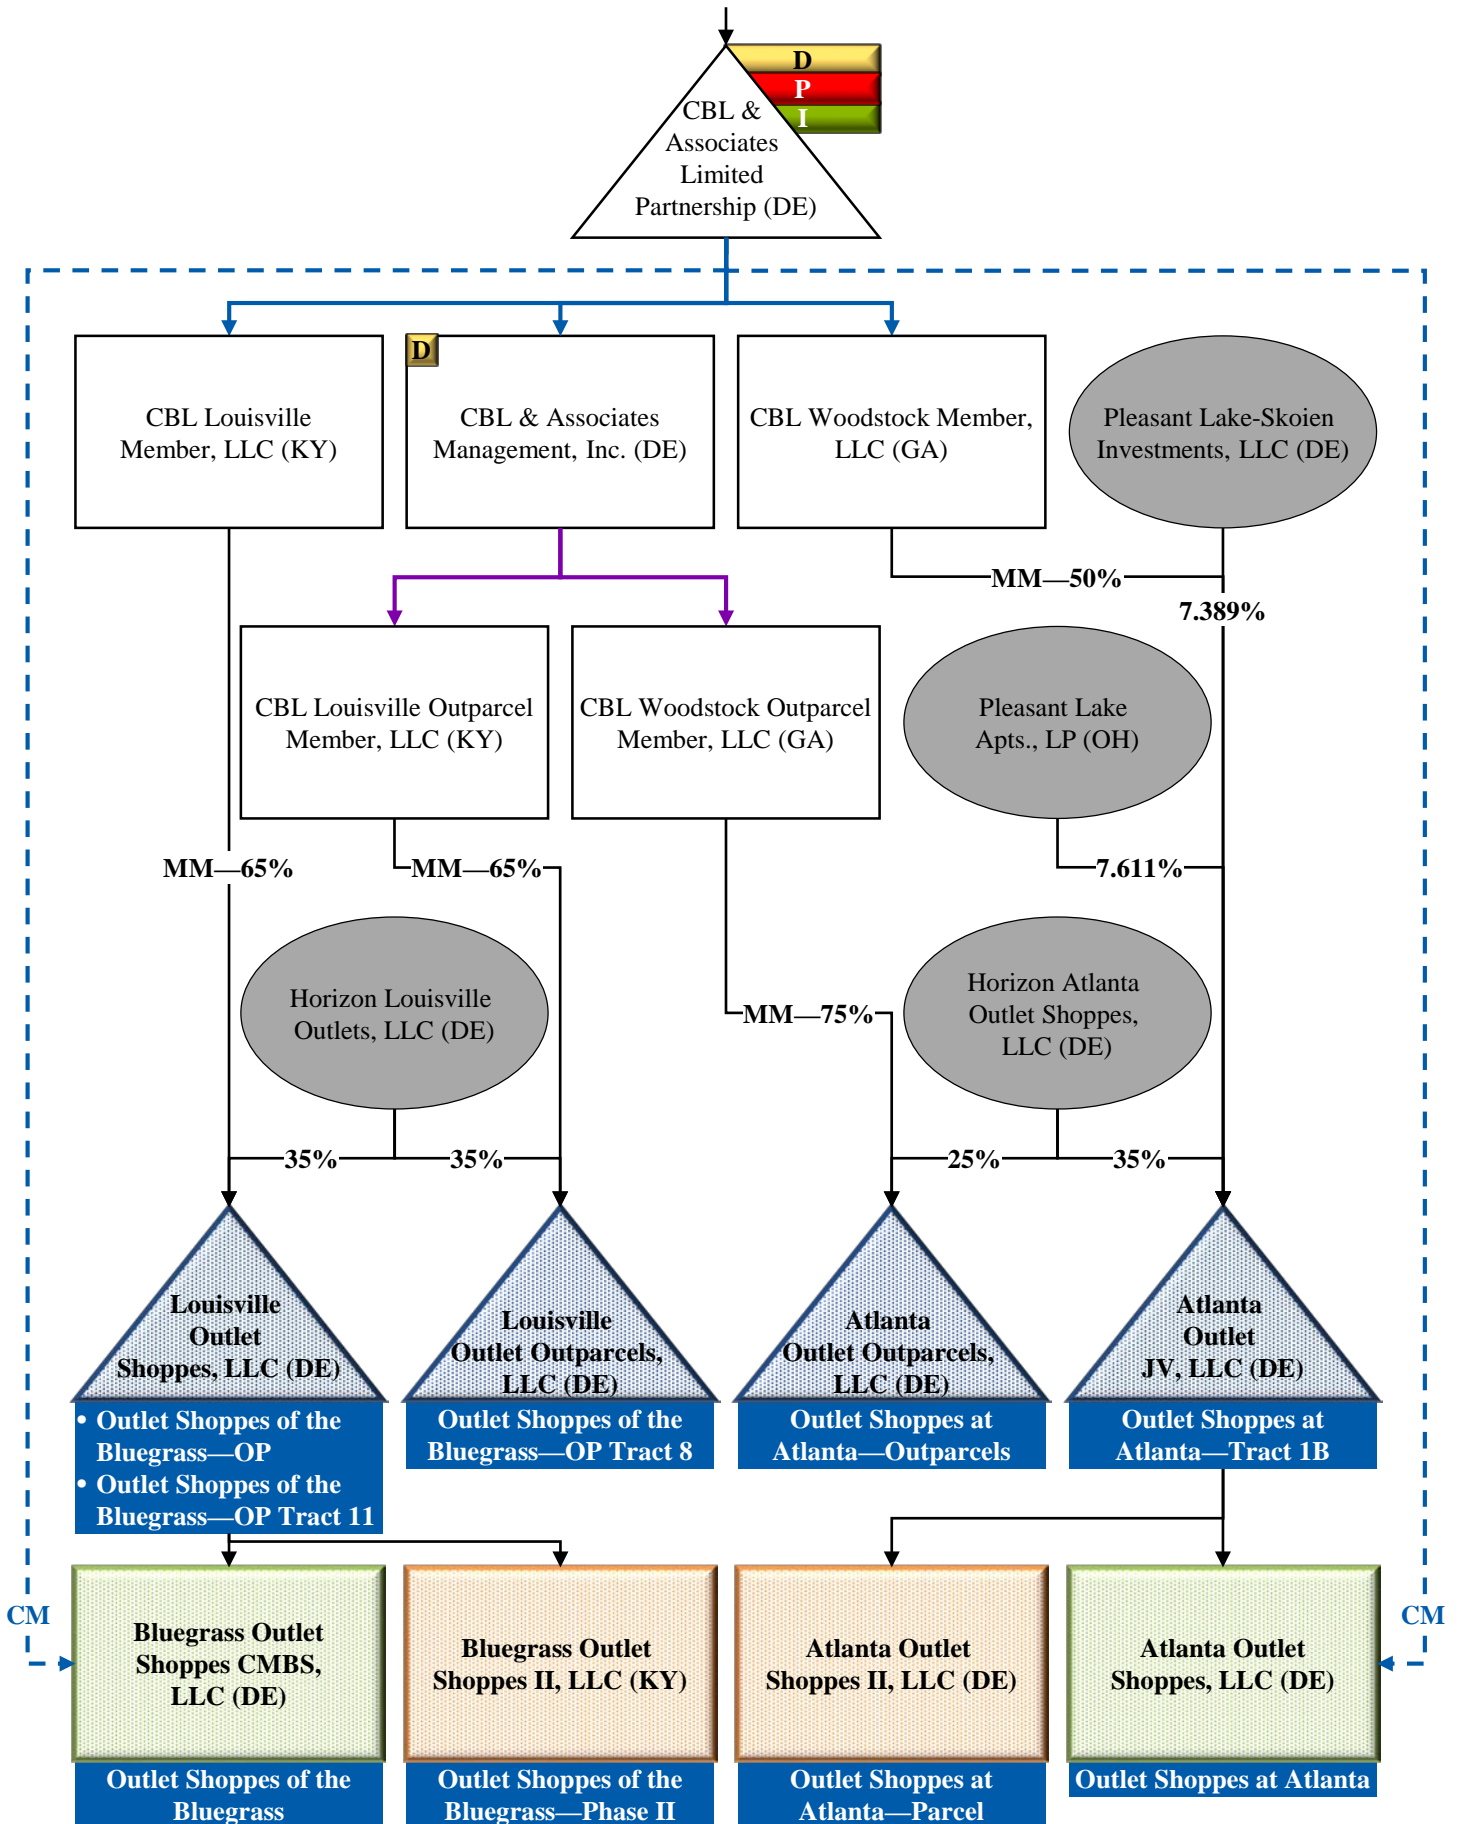 D
P
I
CBL &
Associates
Limited
Partnership (DE)
CBL Louisville
Member, LLC (KY)
D
CBL & Associates
Management, Inc. (DE)
CBL Woodstock Member,
LLC (GA)
Pleasant Lake-Skoien
Investments, LLC (DE)
MM—50%
7.389%
CBL Louisville Outparcel
Member, LLC (KY)
CBL Woodstock Outparcel
Member, LLC (GA)
Pleasant Lake
Apts., LP (OH)
MM—65%
MM—65%
7.611%
Horizon Louisville
Outlets, LLC (DE)
MM—75%
Horizon Atlanta
Outlet Shoppes,
LLC (DE)
35%
35%
25%
35%
Louisville
Outlet
Shoppes, LLC (DE)
Louisville
Outlet Outparcels,
LLC (DE)
Atlanta
Outlet Outparcels,
LLC (DE)
Atlanta
Outlet
JV, LLC (DE)
• Outlet Shoppes of the
Bluegrass—OP
• Outlet Shoppes of the
Bluegrass—OP Tract 11
Outlet Shoppes of the
Bluegrass—OP Tract 8
Outlet Shoppes at
Atlanta—Outparcels
Outlet Shoppes at
Atlanta—Tract 1B
CM
CM
Bluegrass Outlet
Shoppes CMBS,
LLC (DE)
Bluegrass Outlet
Shoppes II, LLC (KY)
Atlanta Outlet
Shoppes II, LLC (DE)
Atlanta Outlet
Shoppes, LLC (DE)
Outlet Shoppes of the
Bluegrass
Outlet Shoppes of the
Bluegrass—Phase II
Outlet Shoppes at
Atlanta—Parcel
Outlet Shoppes at Atlanta